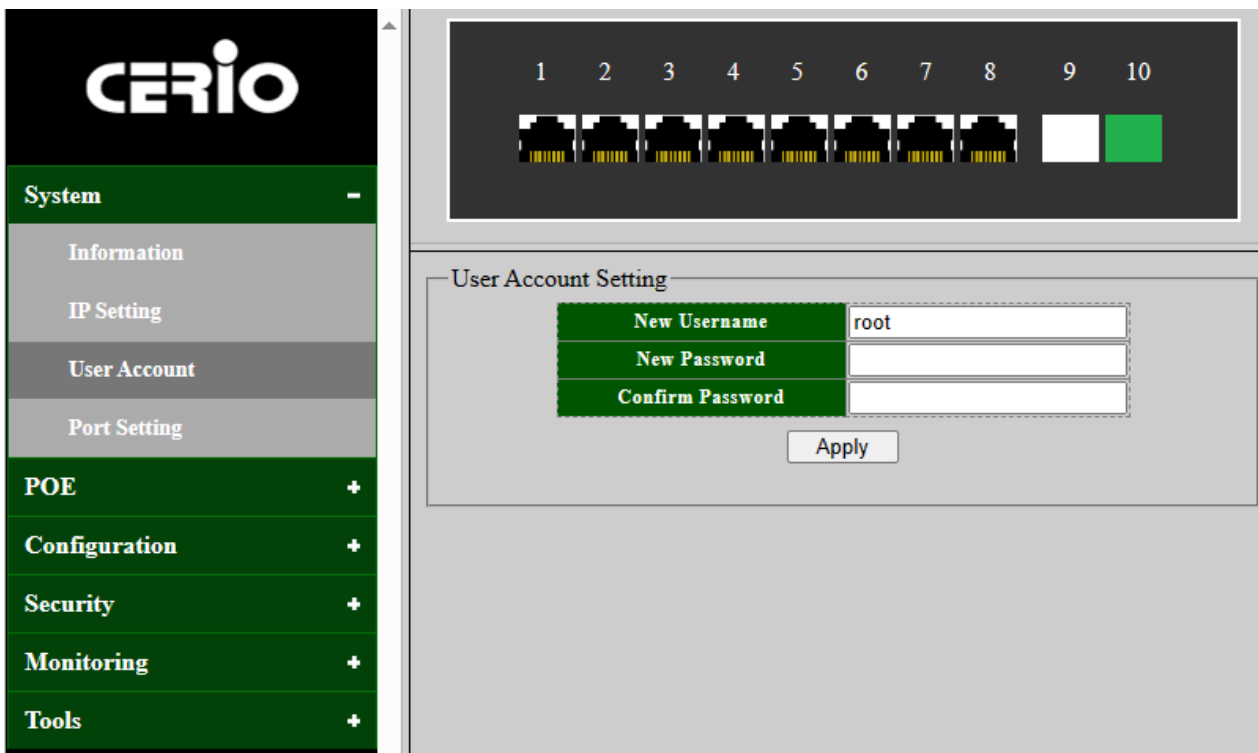 CERIO
System
Information
IP Setting
User Account
Port Setting
POE
Configuration
Security
Monitoring
Tools
1 2 3 4 5 6 7 8 9 10
User Account Setting
New Username root
New Password
Confirm Password
Apply